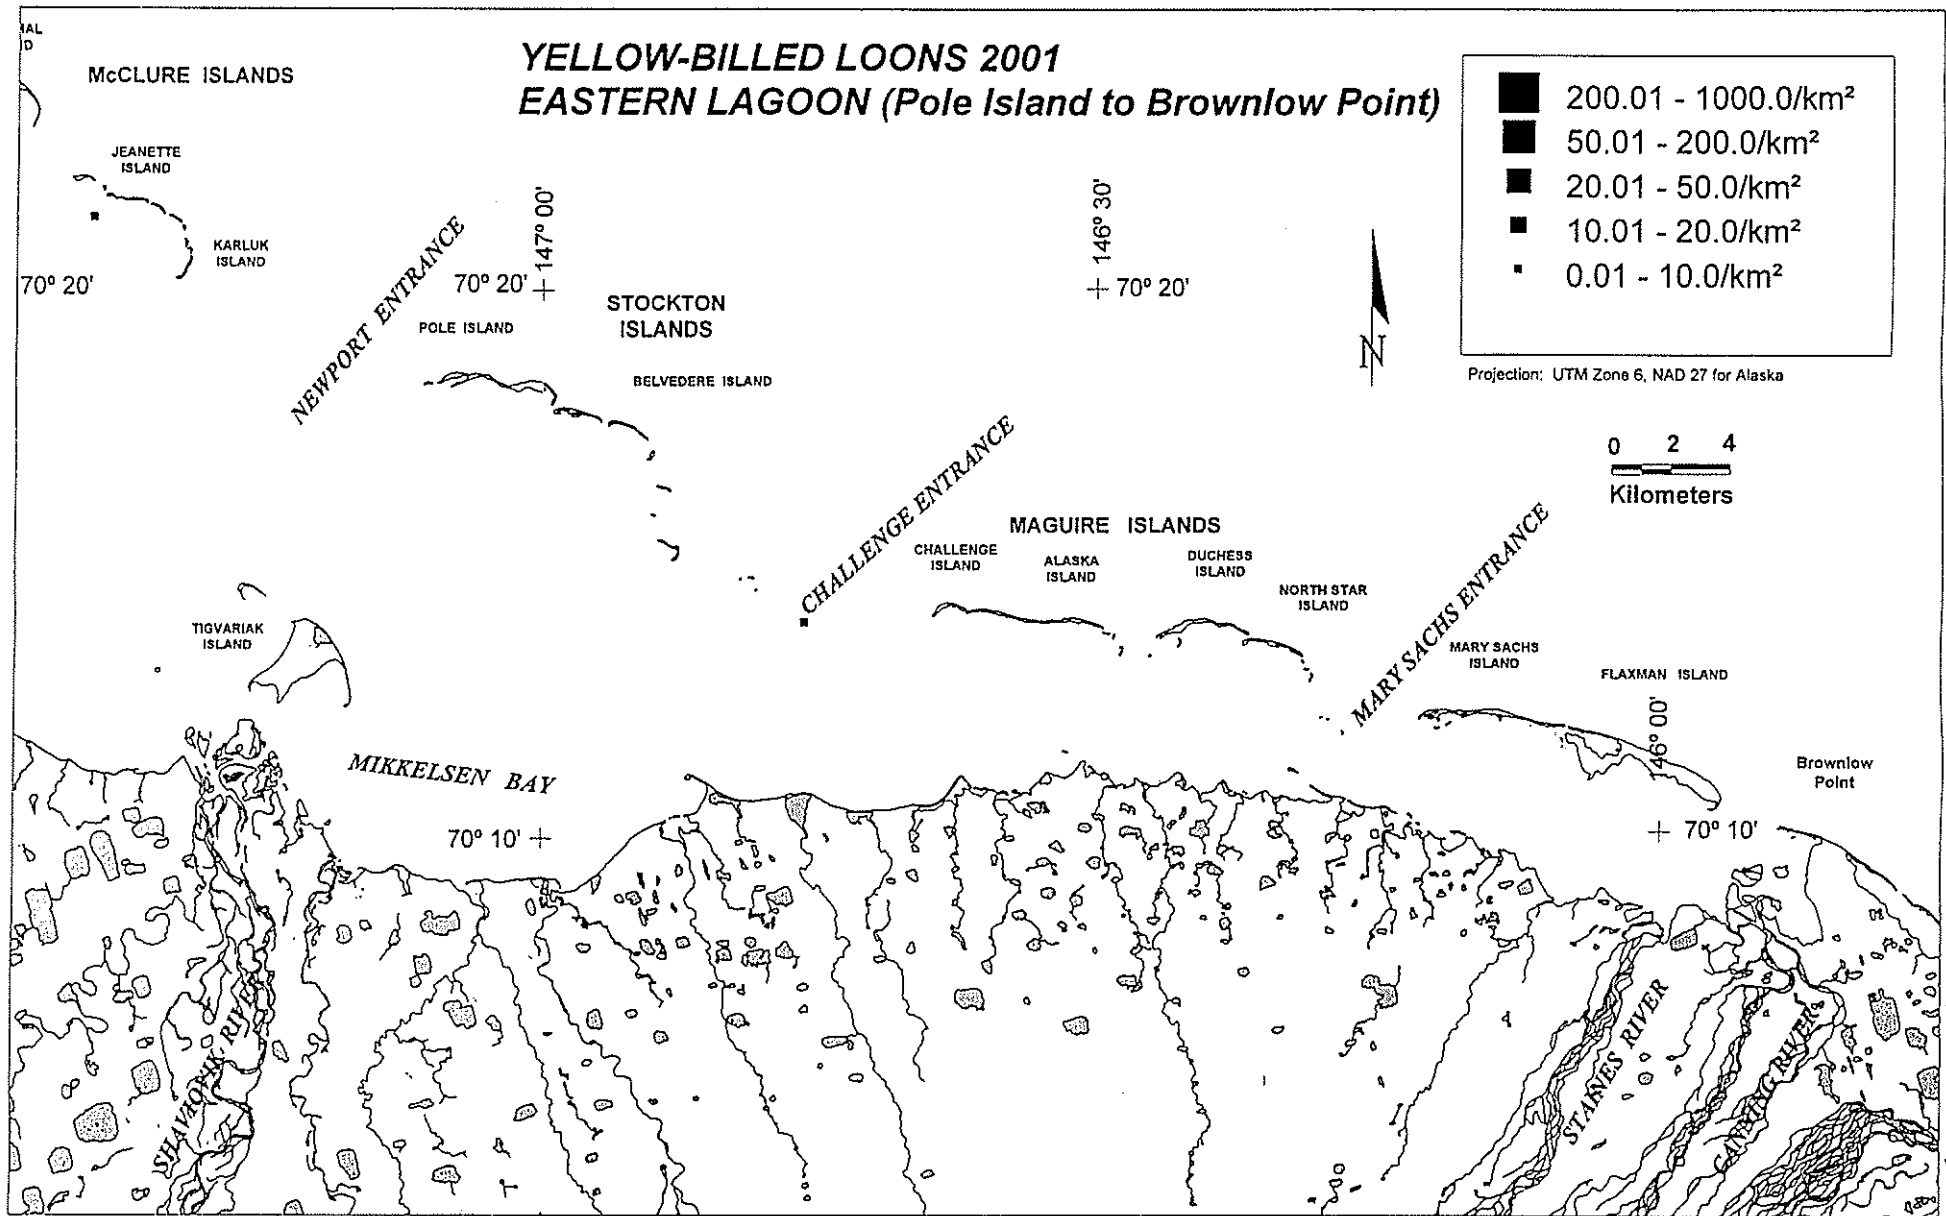 YELLOW-BILLED LOONS 2001
EASTERN LAGOON (Pole Island to Brownlow Point)
200.01 - 1000.0/km²
50.01 - 200.0/km²
20.01 - 50.0/km²
10.01 - 20.0/km²
0.01 - 10.0/km²
Projection: UTM Zone 6, NAD 27 for Alaska
0 2 4
Kilometers
N
McCLURE ISLANDS
JEANETTE
ISLAND
KARLUK
ISLAND
70° 20'
NEWPORT ENTRANCE
147° 00'
70° 20'
146° 30'
70° 20'
STOCKTON
ISLANDS
POLE ISLAND
BELVEDERE ISLAND
CHALLENGE ENTRANCE
MAGUIRE ISLANDS
CHALLENGE
ISLAND
ALASKA
ISLAND
DUCHESS
ISLAND
NORTH STAR
ISLAND
MARY SACHS ENTRANCE
MARY SACHS
ISLAND
FLAXMAN ISLAND
146° 00'
Brownlow
Point
70° 10'
TIGVARIAK
ISLAND
MIKKELSEN BAY
70° 10'
SHAVIOVIK RIVER
STAINES RIVER
CANNING RIVER